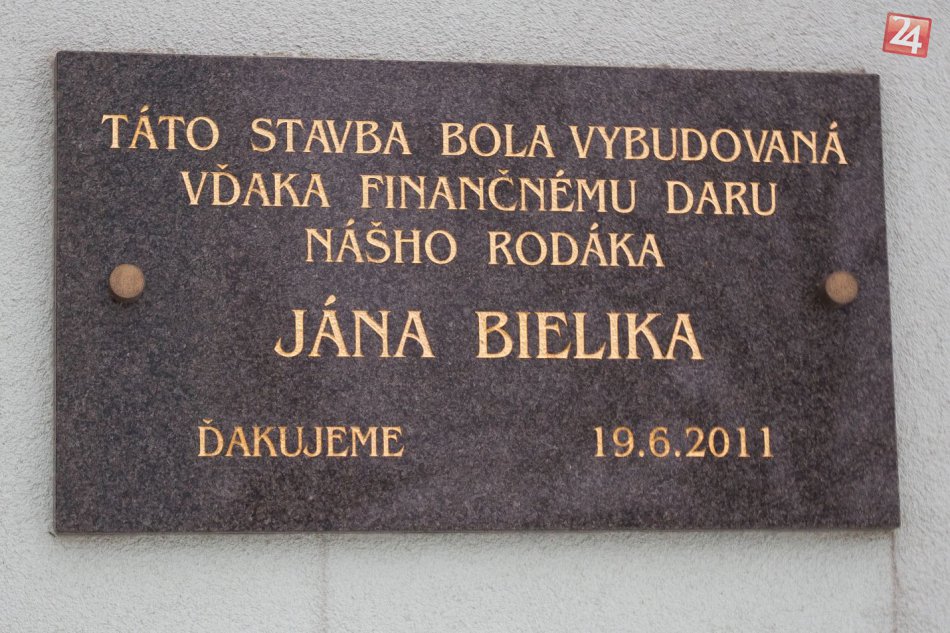 24
TÁTO STAVBA BOLA VYBUDOVANÁ
VĎAKA FINANČNÉMU DARU
NÁŠHO RODÁKA
JÁNA BIELIKA
ĎAKUJEME 19.6.2011